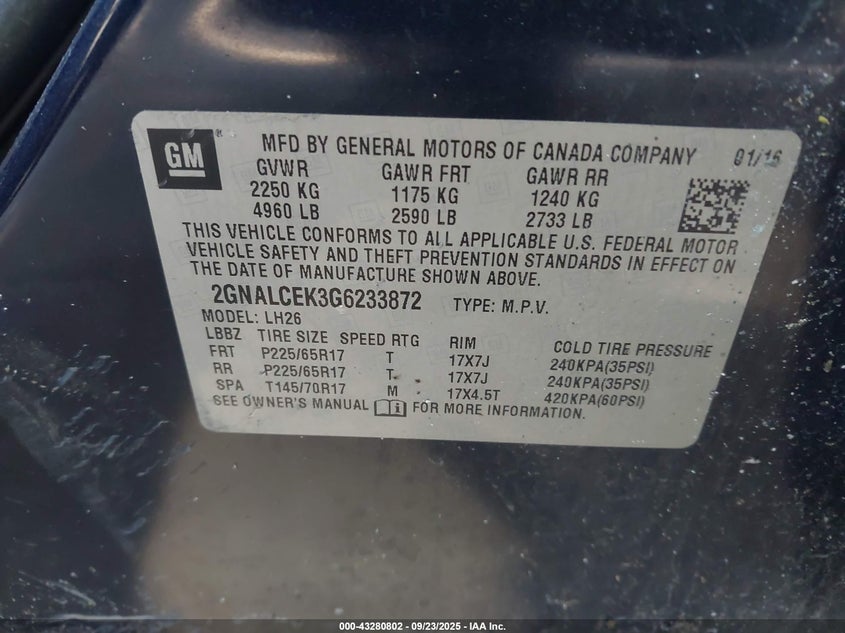 GM
MFD BY GENERAL MOTORS OF CANADA COMPANY 01/16
GVWR GAWR FRT GAWR RR
2250 KG 1175 KG 1240 KG
4960 LB 2590 LB 2733 LB
THIS VEHICLE CONFORMS TO ALL APPLICABLE U.S. FEDERAL MOTOR
VEHICLE SAFETY AND THEFT PREVENTION STANDARDS IN EFFECT ON
THE DATE OF MANUFACTURE SHOWN ABOVE.
2GNALCEK3G6233872 TYPE: M.P.V.
MODEL: LH26
LBBZ TIRE SIZE SPEED RTG RIM COLD TIRE PRESSURE
FRT P225/65R17 T 17X7J 240KPA(35PSI)
RR P225/65R17 T 17X7J 240KPA(35PSI)
SPA T145/70R17 M 17X4.5T 420KPA(60PSI)
SEE OWNER'S MANUAL FOR MORE INFORMATION.
000-43280802 - 09/23/2025 - IAA Inc.